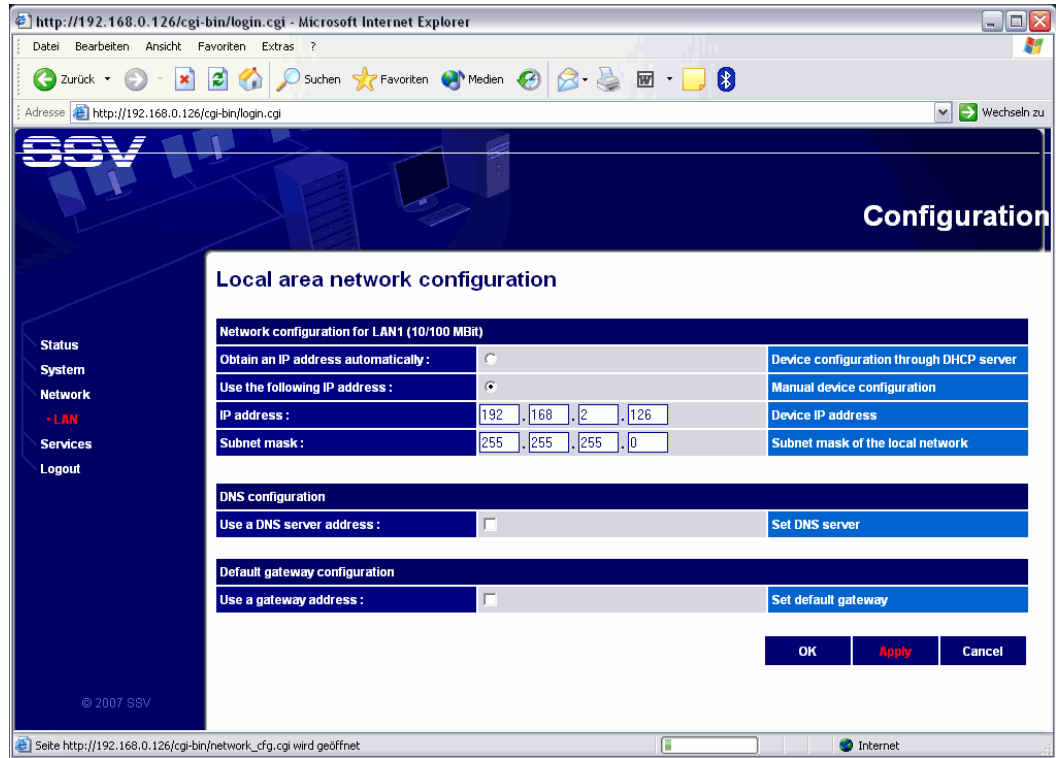 http://192.168.0.126/cgi-bin/login.cgi - Microsoft Internet Explorer
Datei Bearbeiten Ansicht Favoriten Extras ?
Zurück Suchen Favoriten Medien W
Adresse http://192.168.0.126/cgi-bin/login.cgi Wechseln zu
SSV
Configuration
Local area network configuration
Network configuration for LAN1 (10/100 MBit)
Obtain an IP address automatically : Device configuration through DHCP server
Use the following IP address : Manual device configuration
IP address : 192 . 168 . 2 . 126 Device IP address
Subnet mask : 255 . 255 . 255 . 0 Subnet mask of the local network
DNS configuration
Use a DNS server address : Set DNS server
Default gateway configuration
Use a gateway address : Set default gateway
OK Apply Cancel
Status
System
Network
• LAN
Services
Logout
© 2007 SSV
Seite http://192.168.0.126/cgi-bin/network_cfg.cgi wird geöffnet Internet